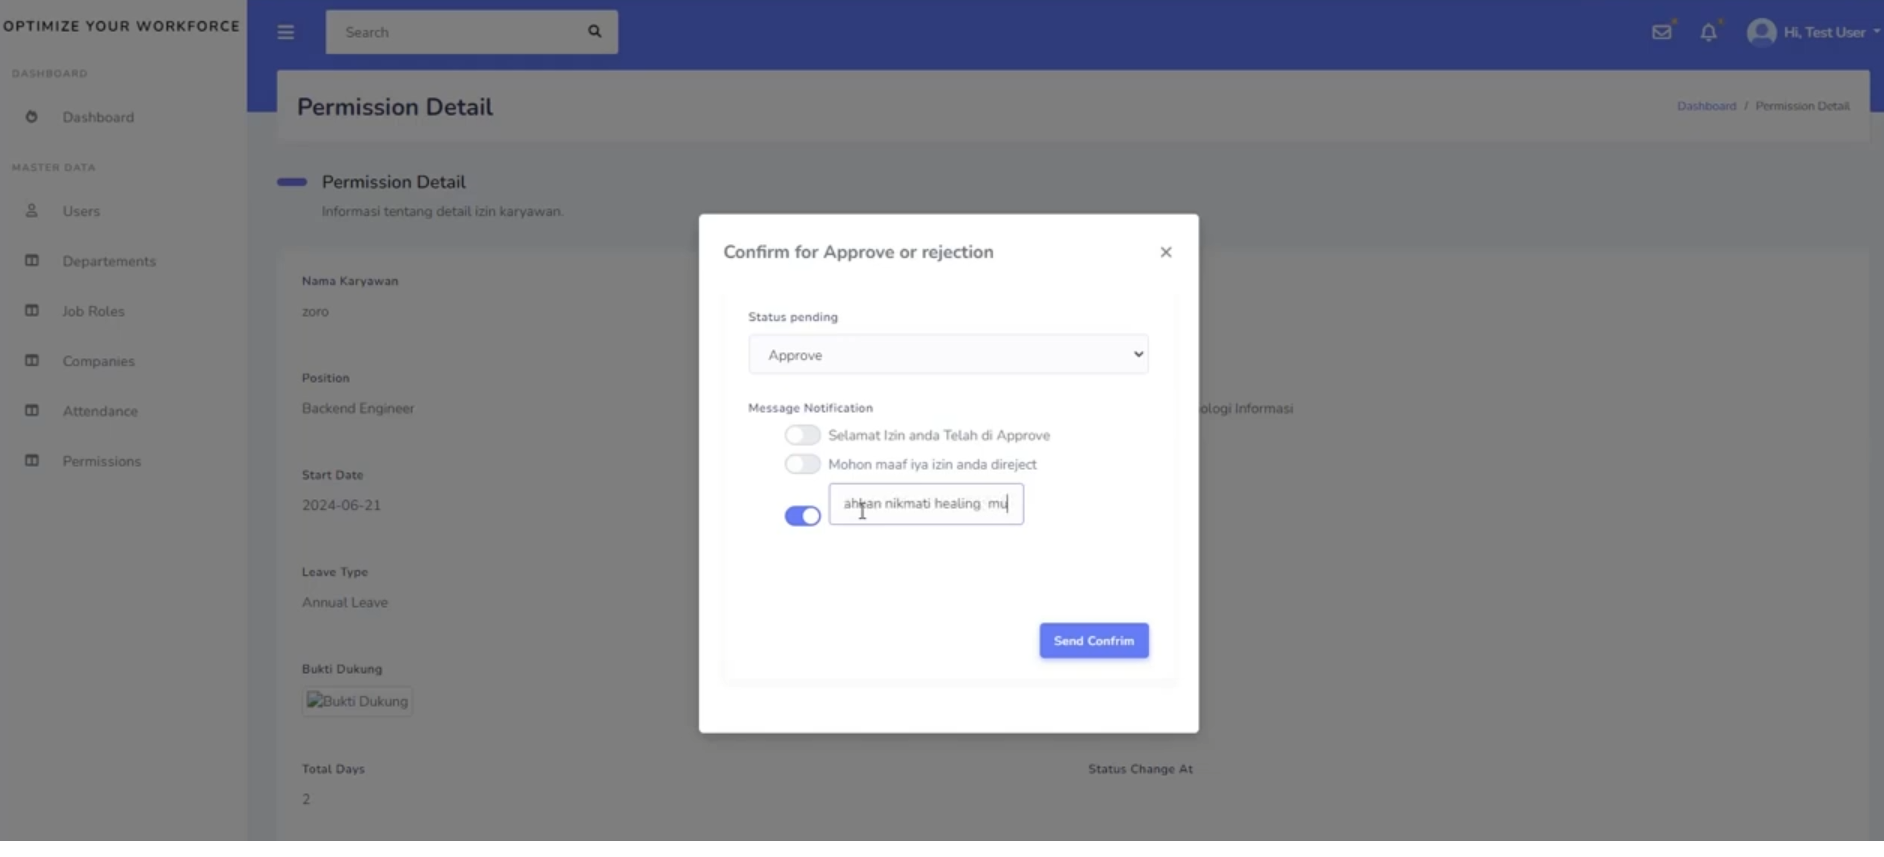 OPTIMIZE YOUR WORKFORCE
Search
Hi, Test User
DASHBOARD
Dashboard
MASTER DATA
Users
Departements
Job Roles
Companies
Attendance
Permissions
Permission Detail
Dashboard / Permission Detail
Permission Detail
Informasi tentang detail izin karyawan.
Nama Karyawan
zoro
Position
Backend Engineer
ologi Informasi
Start Date
2024-06-21
Leave Type
Annual Leave
Bukti Dukung
Bukti Dukung
Total Days
2
Status Change At
Confirm for Approve or rejection
×
Status pending
Approve
Message Notification
Selamat Izin anda Telah di Approve
Mohon maaf iya izin anda direject
nikmati healing mu
Send Confrim